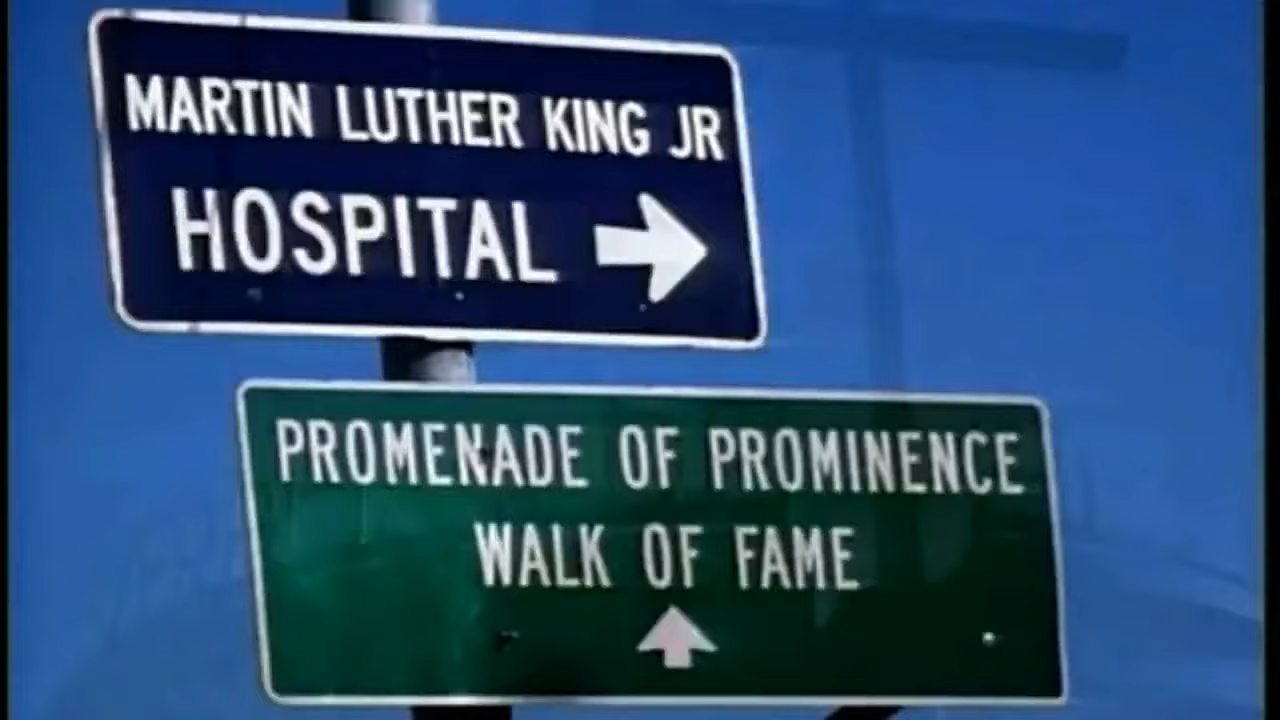 MARTIN LUTHER KING JR
HOSPITAL
PROMENADE OF PROMINENCE
WALK OF FAME